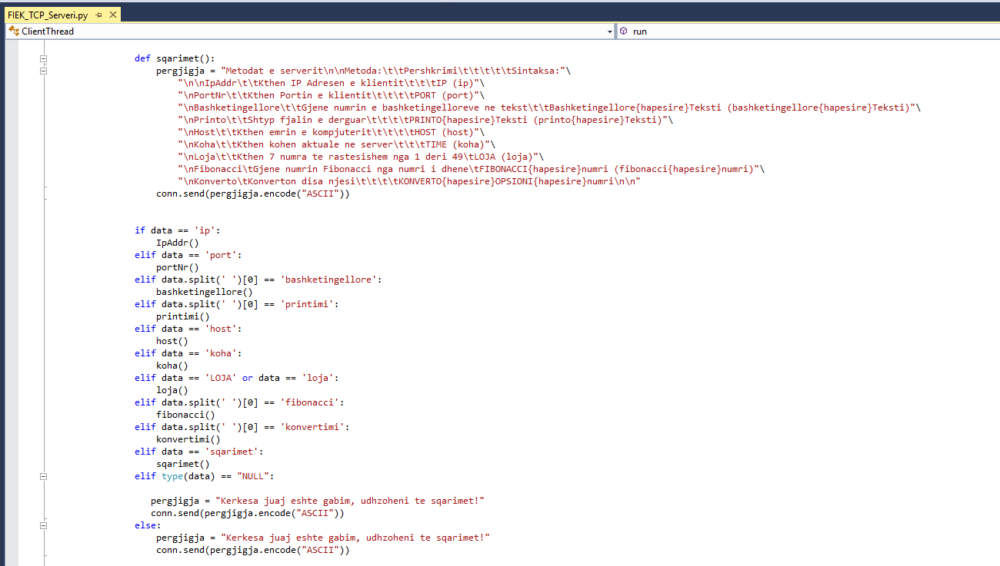 FIEK_TCP_Serveri.py
ClientThread run
def sqarimet():
pergjigja = "Metodat e serverit\n\nMetoda:\t\tPershkrimi\t\t\t\t\tSintaksa:"\
"\n\nIpAddr\t\tKthen IP Adresen e klientit\t\t\tIP (ip)"\
"\nPortNr\t\tKthen Portin e klientit\t\t\t\tPORT (port)"\
"\nBashketingellore\t\tGjene numrin e bashketingelloreve ne tekst\t\tBashketingellore{hapesire}Teksti (bashketingellore{hapesire}Teksti)"\
"\nPrinto\t\tShtyp fjalin e derguar\t\t\t\tPRINTO{hapesire}Teksti (printo{hapesire}Teksti)"\
"\nHost\t\tKthen emrin e kompjuterit\t\t\t\tHOST (host)"\
"\nKoha\t\tKthen kohen aktuale ne server\t\t\tTIME (koha)"\
"\nLoja\t\tKthen 7 numra te rastesishem nga 1 deri 49\tLOJA (loja)"\
"\nFibonacci\tGjene numrin Fibonacci nga numri i dhene\tFIBONACCI{hapesire}numri (fibonacci{hapesire}numri)"\
"\nKonverto\tKonverton disa njesi\t\t\t\tKONVERTO{hapesire}OPSIONI{hapesire}numri\n\n"
conn.send(pergjigja.encode("ASCII"))
if data == 'ip':
IpAddr()
elif data == 'port':
portNr()
elif data.split(' ')[0] == 'bashketingellore':
bashketingellore()
elif data.split(' ')[0] == 'printimi':
printimi()
elif data == 'host':
host()
elif data == 'koha':
koha()
elif data == 'LOJA' or data == 'loja':
loja()
elif data.split(' ')[0] == 'fibonacci':
fibonacci()
elif data.split(' ')[0] == 'konvertimi':
konvertimi()
elif data == 'sqarimet':
sqarimet()
elif type(data) == "NULL":
pergjigja = "Kerkesa juaj eshte gabim, udhzoheni te sqarimet!"
conn.send(pergjigja.encode("ASCII"))
else:
pergjigja = "Kerkesa juaj eshte gabim, udhzoheni te sqarimet!"
conn.send(pergjigja.encode("ASCII"))